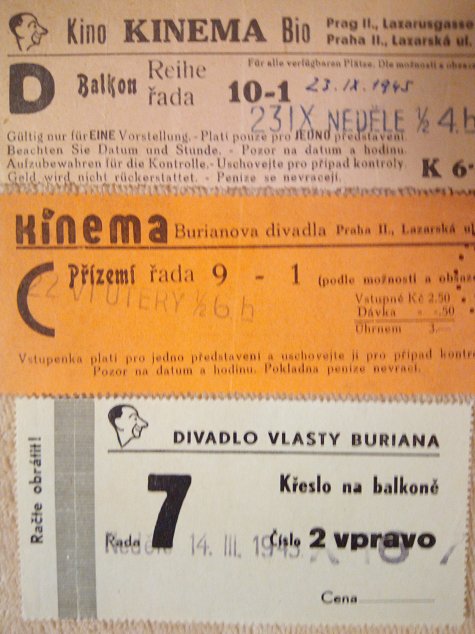 Kino KINEMA Bio
Prag II., Lazarusgasse
Praha II., Lazarská ul.
D Balkon Reihe řada 10-1
Für alle verfügbaren Plätze. Die
23.IX.1945
23 IX NEDĚLE ½ 4. h
Gültig nur für EINE Vorstellung. - Platí pouze pro JEDNO představení.
Beachten Sie Datum und Stunde. - Pozor na datum a hodinu.
Aufzubewahren für die Kontrolle. - Uschovejte pro případ kontroly.
Geld wird nicht rückerstattet. - Peníze se nevracejí.
K 6-
Kinema Burianova divadla Praha II., Lazarská ul
C Přízemí řada 9 - 1 (podle možnosti a obsaz
22 VI ÚTERÝ ½ 6 h
Vstupné Kč 2.50
Dávka „ -.50
Úhrnem 3.—
Vstupenka platí pro jedno představení a uschovejte ji pro případ kontro
Pozor na datum a hodinu. Pokladna peníze nevrací.
Račte obrátit!
DIVADLO VLASTY BURIANA
7 Křeslo na balkoně
Řada Číslo 2 vpravo
Neděle 14. III. 1943
Cena